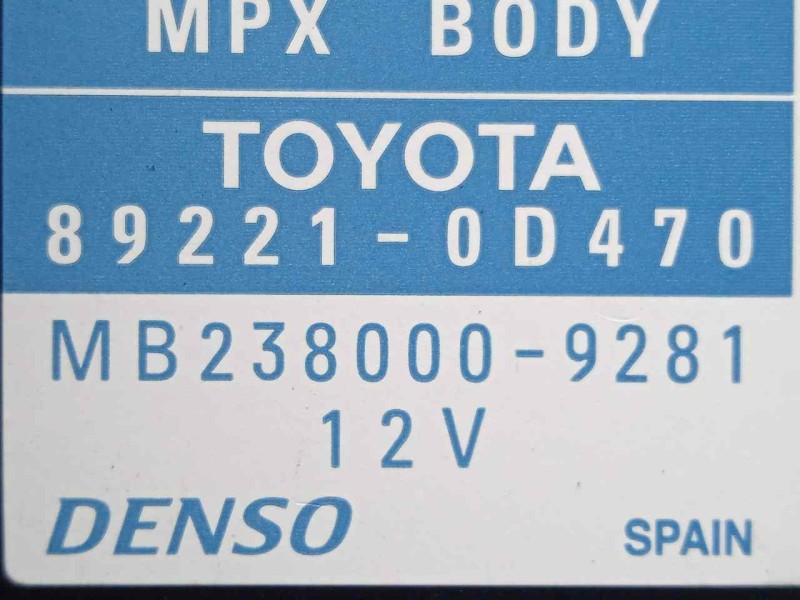 MPX BODY
TOYOTA
89221-0D470
MB238000-9281
12V
DENSO SPAIN